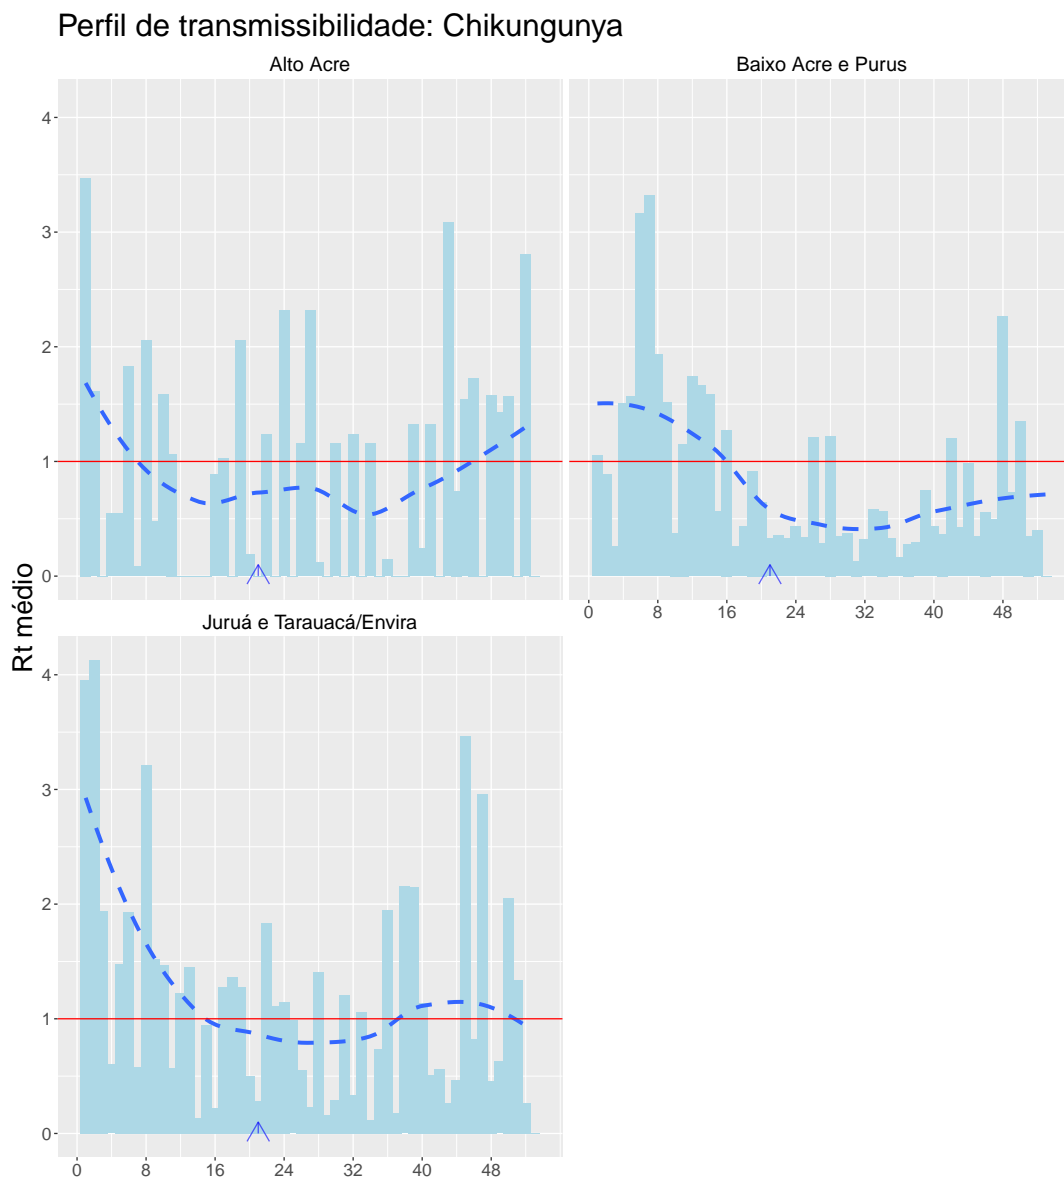 Perfil de transmissibilidade: Chikungunya
Alto Acre
Baixo Acre e Purus
4
3
2
1
0
0 8 16 24 32 40 48
Rt médio
Juruá e Tarauacá/Envira
4
3
2
1
0
0 8 16 24 32 40 48